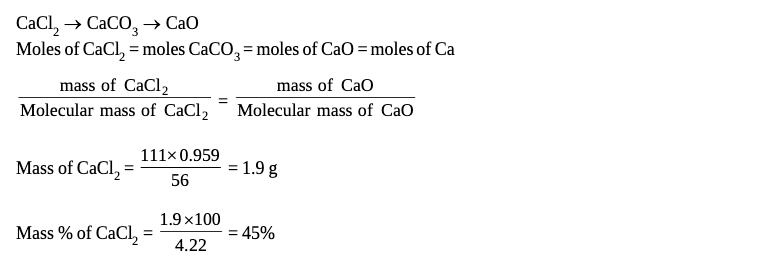 CaCl₂ → CaCO₃ → CaO
Moles of CaCl₂ = moles CaCO₃ = moles of CaO = moles of Ca
mass of CaCl₂ / Molecular mass of CaCl₂ = mass of CaO / Molecular mass of CaO
Mass of CaCl₂ = 111×0.959 / 56 = 1.9 g
Mass % of CaCl₂ = 1.9×100 / 4.22 = 45%